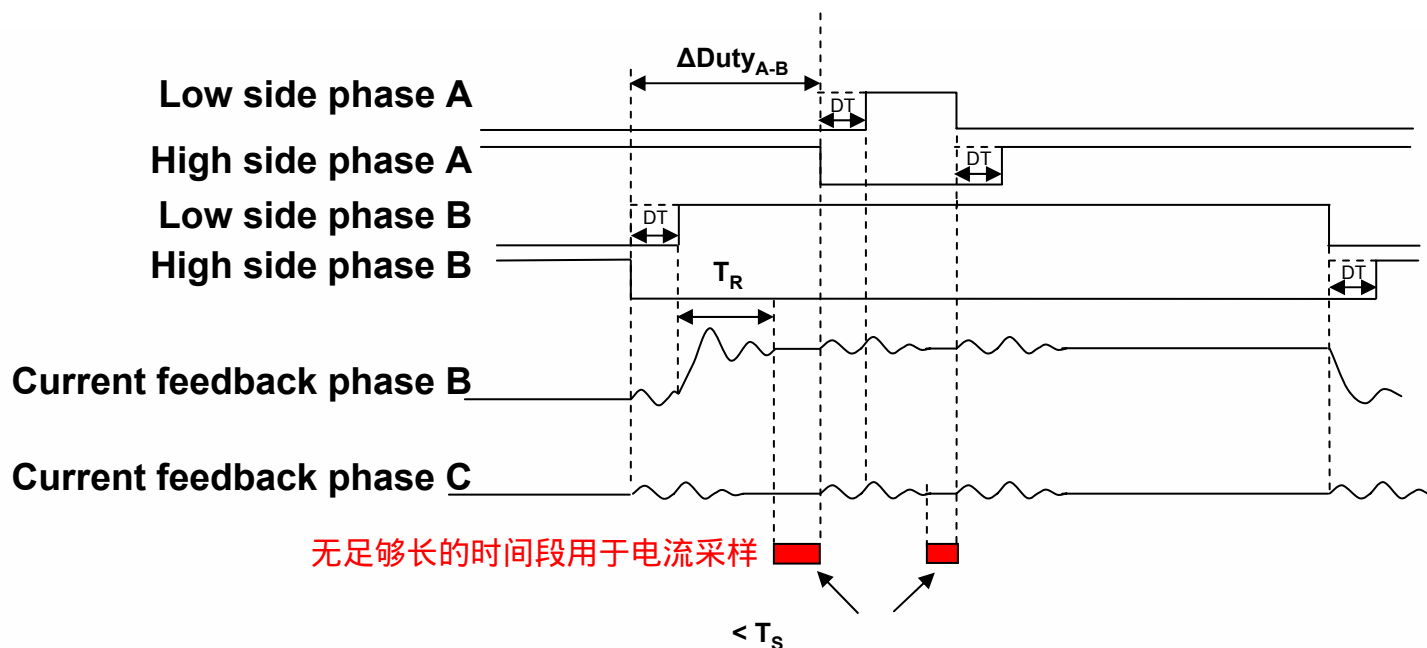 ΔDutyA-B
Low side phase A
DT
High side phase A
DT
Low side phase B
DT
High side phase B
DT
TR
Current feedback phase B
Current feedback phase C
无足够长的时间段用于电流采样
< TS